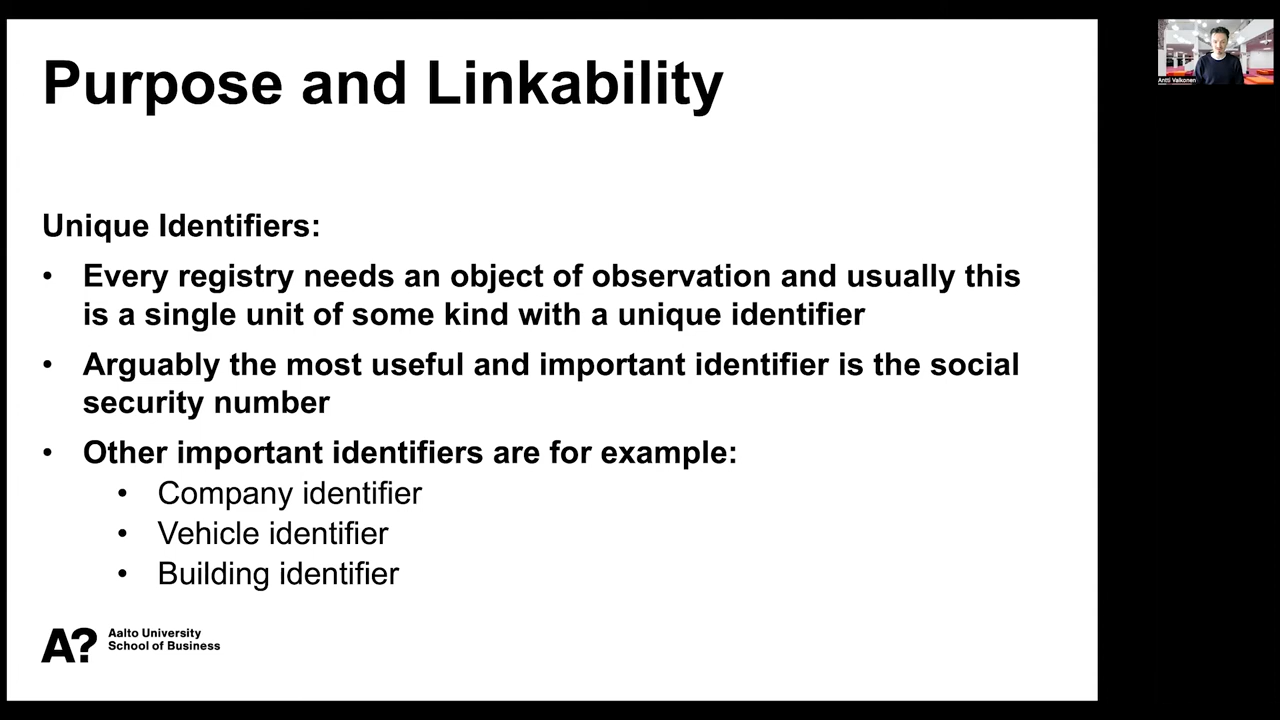 Purpose and Linkability
Antti Valkonen
Unique Identifiers:
• Every registry needs an object of observation and usually this
is a single unit of some kind with a unique identifier
• Arguably the most useful and important identifier is the social
security number
• Other important identifiers are for example:
• Company identifier
• Vehicle identifier
• Building identifier
A?
Aalto University
School of Business